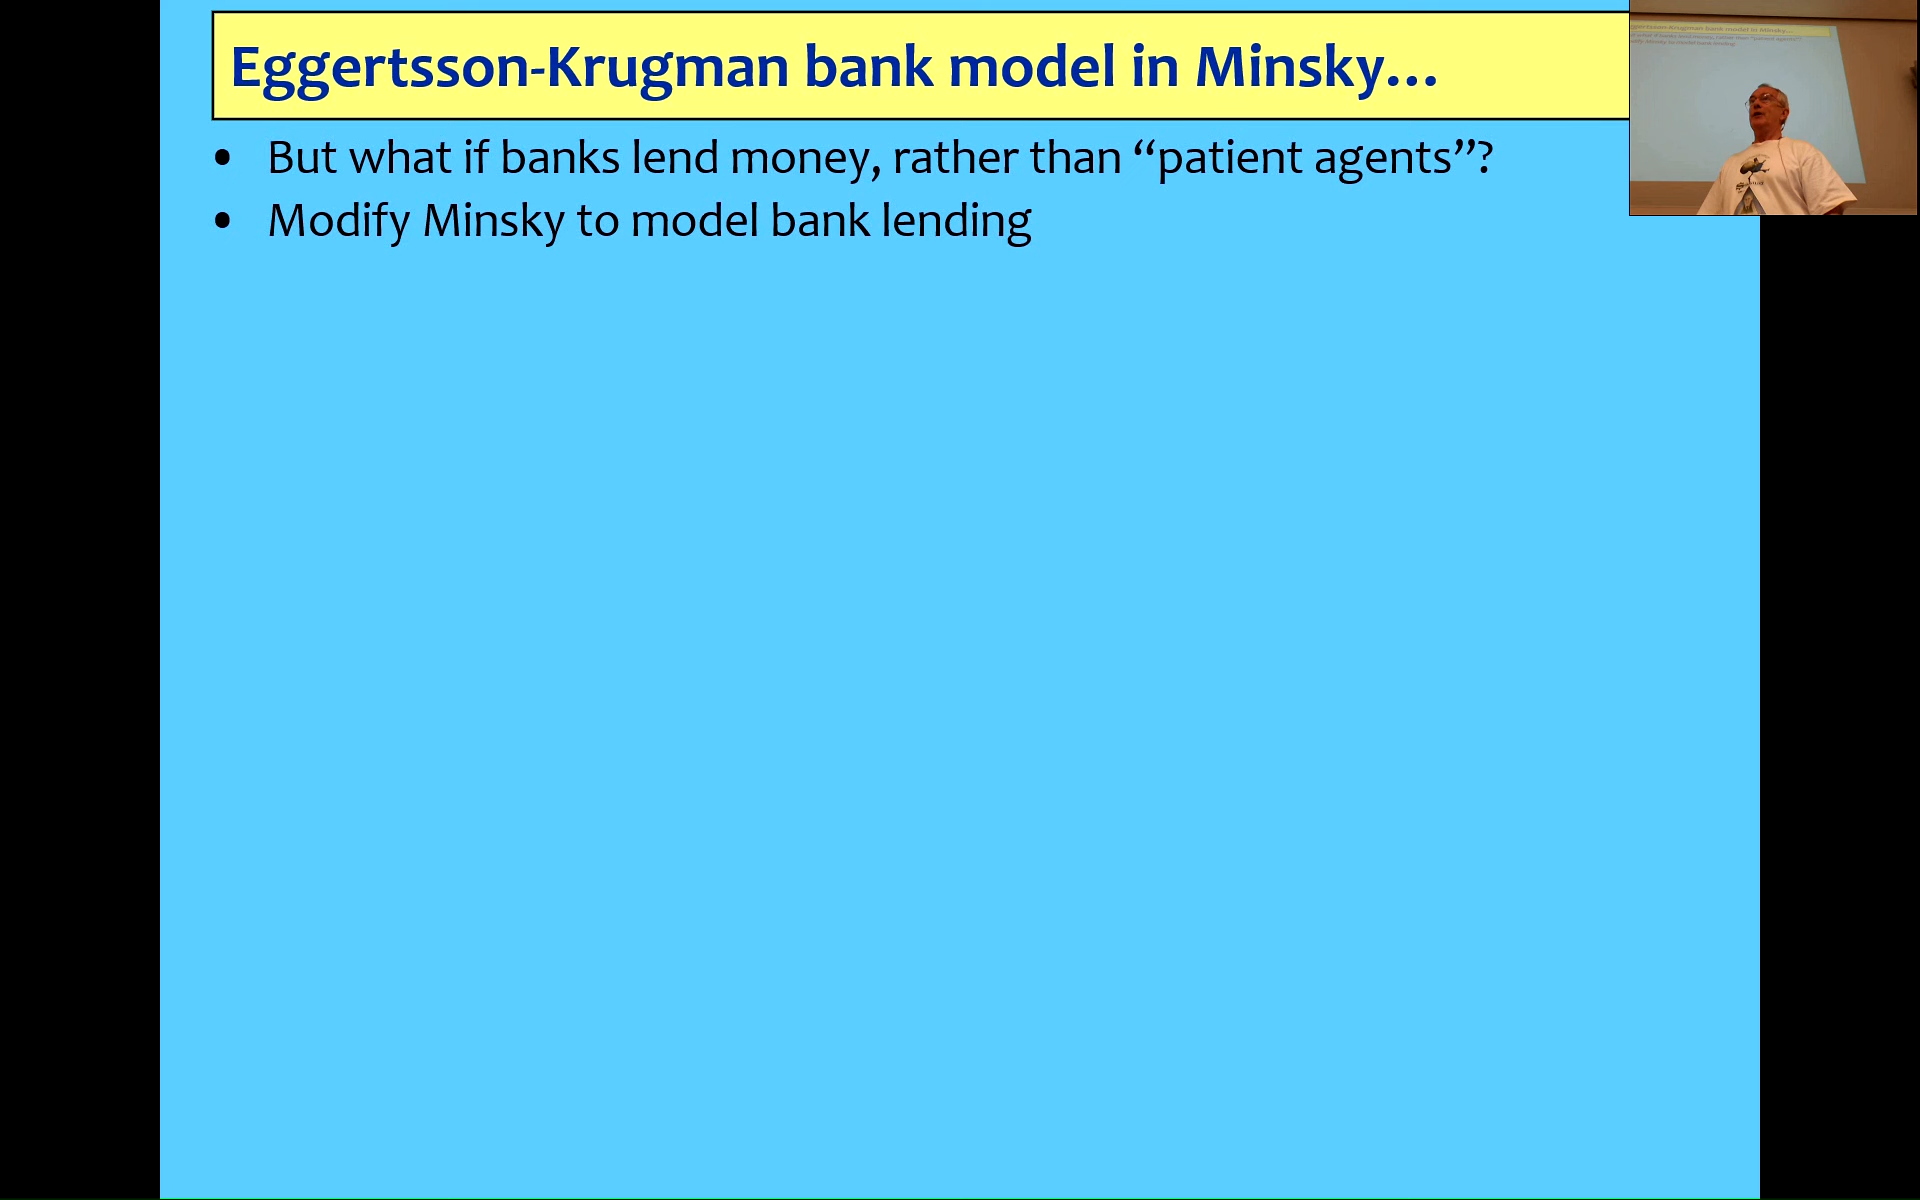 Eggertsson-Krugman bank model in Minsky...
• But what if banks lend money, rather than “patient agents”?
• Modify Minsky to model bank lending